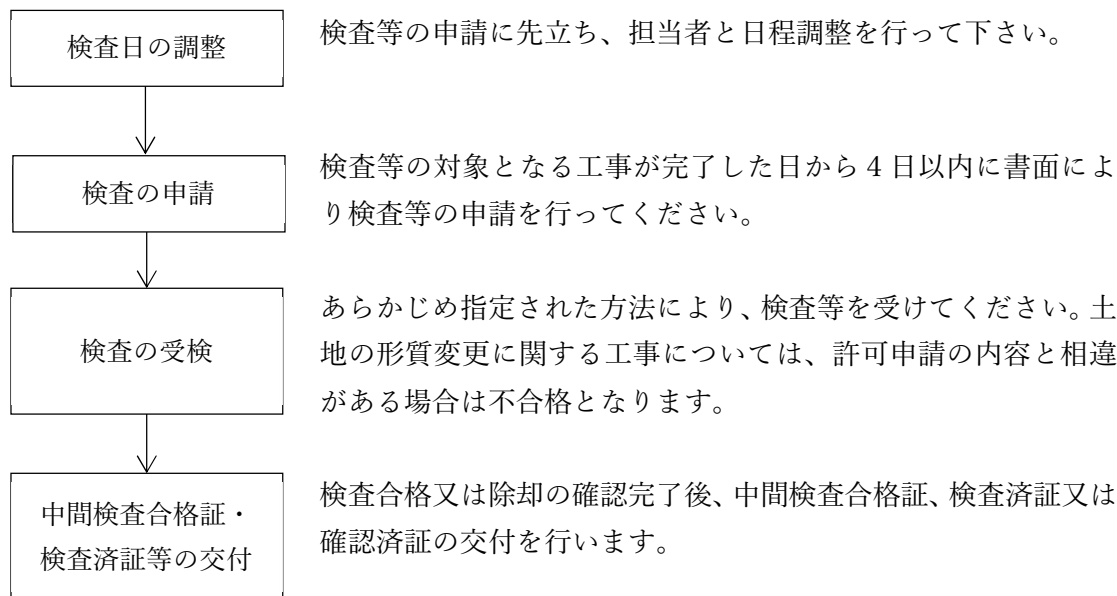 検査日の調整
検査等の申請に先立ち、担当者と日程調整を行って下さい。
検査の申請
検査等の対象となる工事が完了した日から４日以内に書面によ
り検査等の申請を行ってください。
検査の受検
あらかじめ指定された方法により、検査等を受けてください。土
地の形質変更に関する工事については、許可申請の内容と相違
がある場合は不合格となります。
中間検査合格証・
検査済証等の交付
検査合格又は除却の確認完了後、中間検査合格証、検査済証又は
確認済証の交付を行います。